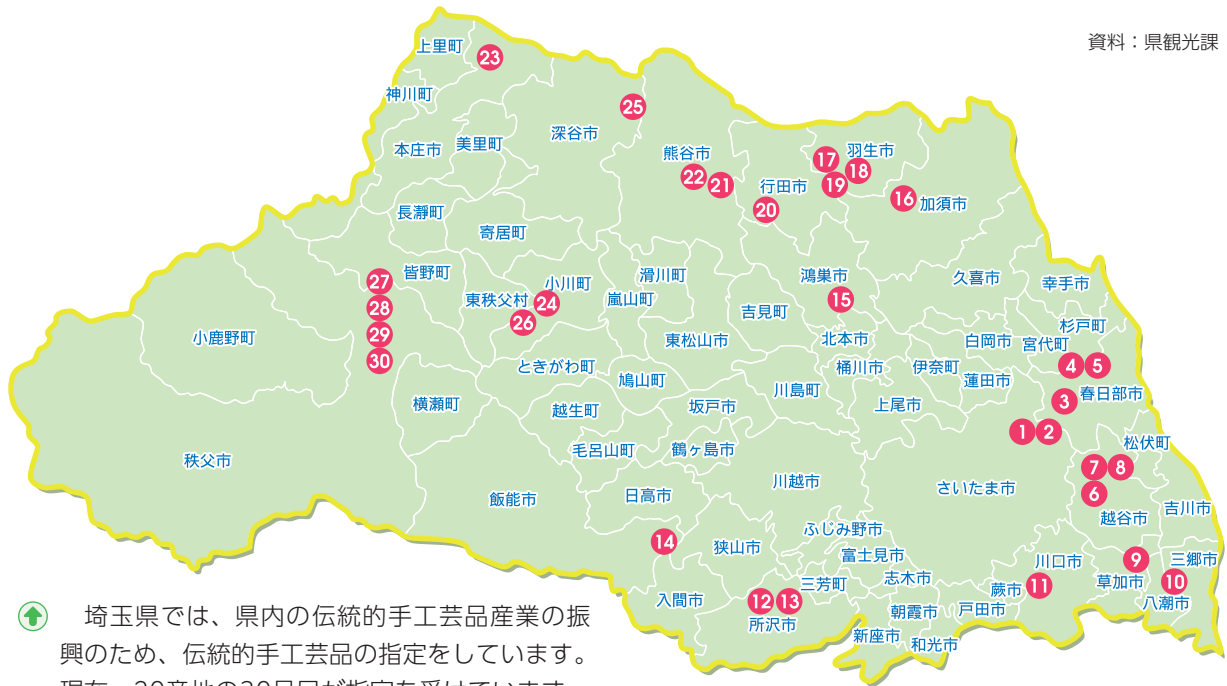 資料：県観光課
上里町
23
神川町
25
深谷市
本庄市
美里町
熊谷市
22
21
行田市
20
17
羽生市
18
19
16
加須市
長瀞町
寄居町
皆野町
27
28
29
30
小鹿野町
東秩父村
小川町
24
26
滑川町
嵐山町
吉見町
東松山市
鴻巣市
15
北本市
桶川市
久喜市
幸手市
杉戸町
宮代町
白岡市
伊奈町
蓮田市
4
5
3
春日部市
1
2
ときがわ町
鳩山町
川島町
上尾市
横瀬町
越生町
坂戸市
毛呂山町
鶴ヶ島市
秩父市
飯能市
日高市
川越市
さいたま市
松伏町
7
8
6
越谷市
吉川市
14
狭山市
ふじみ野市
富士見市
川口市
9
三郷市
入間市
12
13
三芳町
所沢市
志木市
蕨市
11
草加市
10
八潮市
朝霞市
戸田市
新座市
和光市
埼玉県では、県内の伝統的手工芸品産業の振
興のため、伝統的手工芸品の指定をしています。